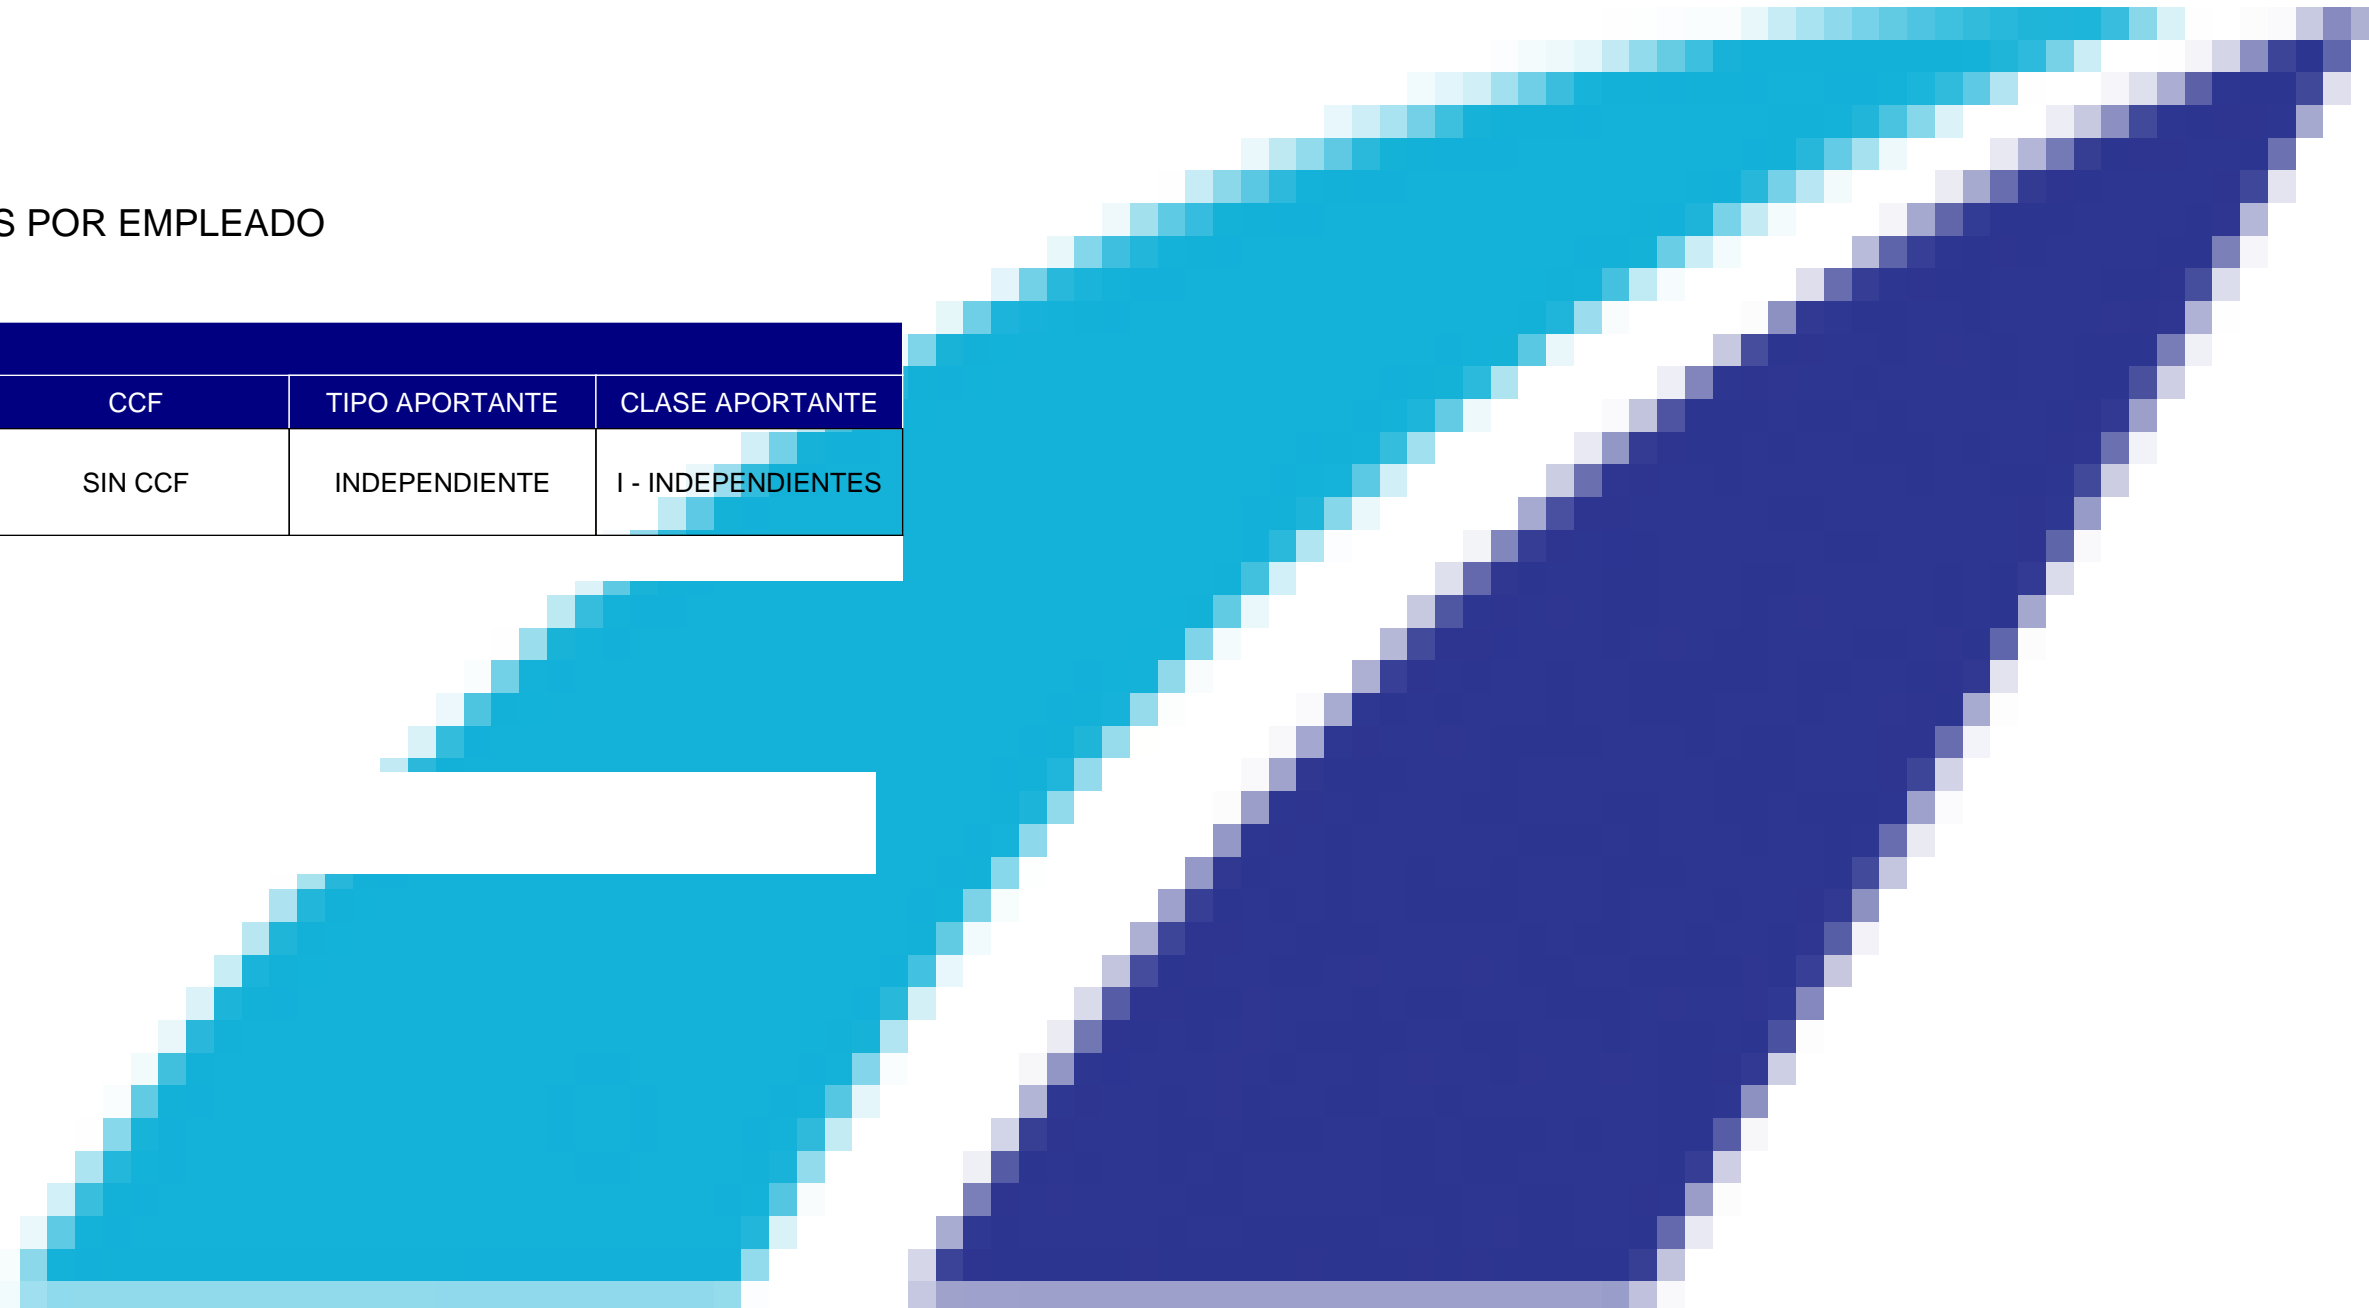 S POR EMPLEADO
CCF TIPO APORTANTE CLASE APORTANTE
SIN CCF INDEPENDIENTE I - INDEPENDIENTES